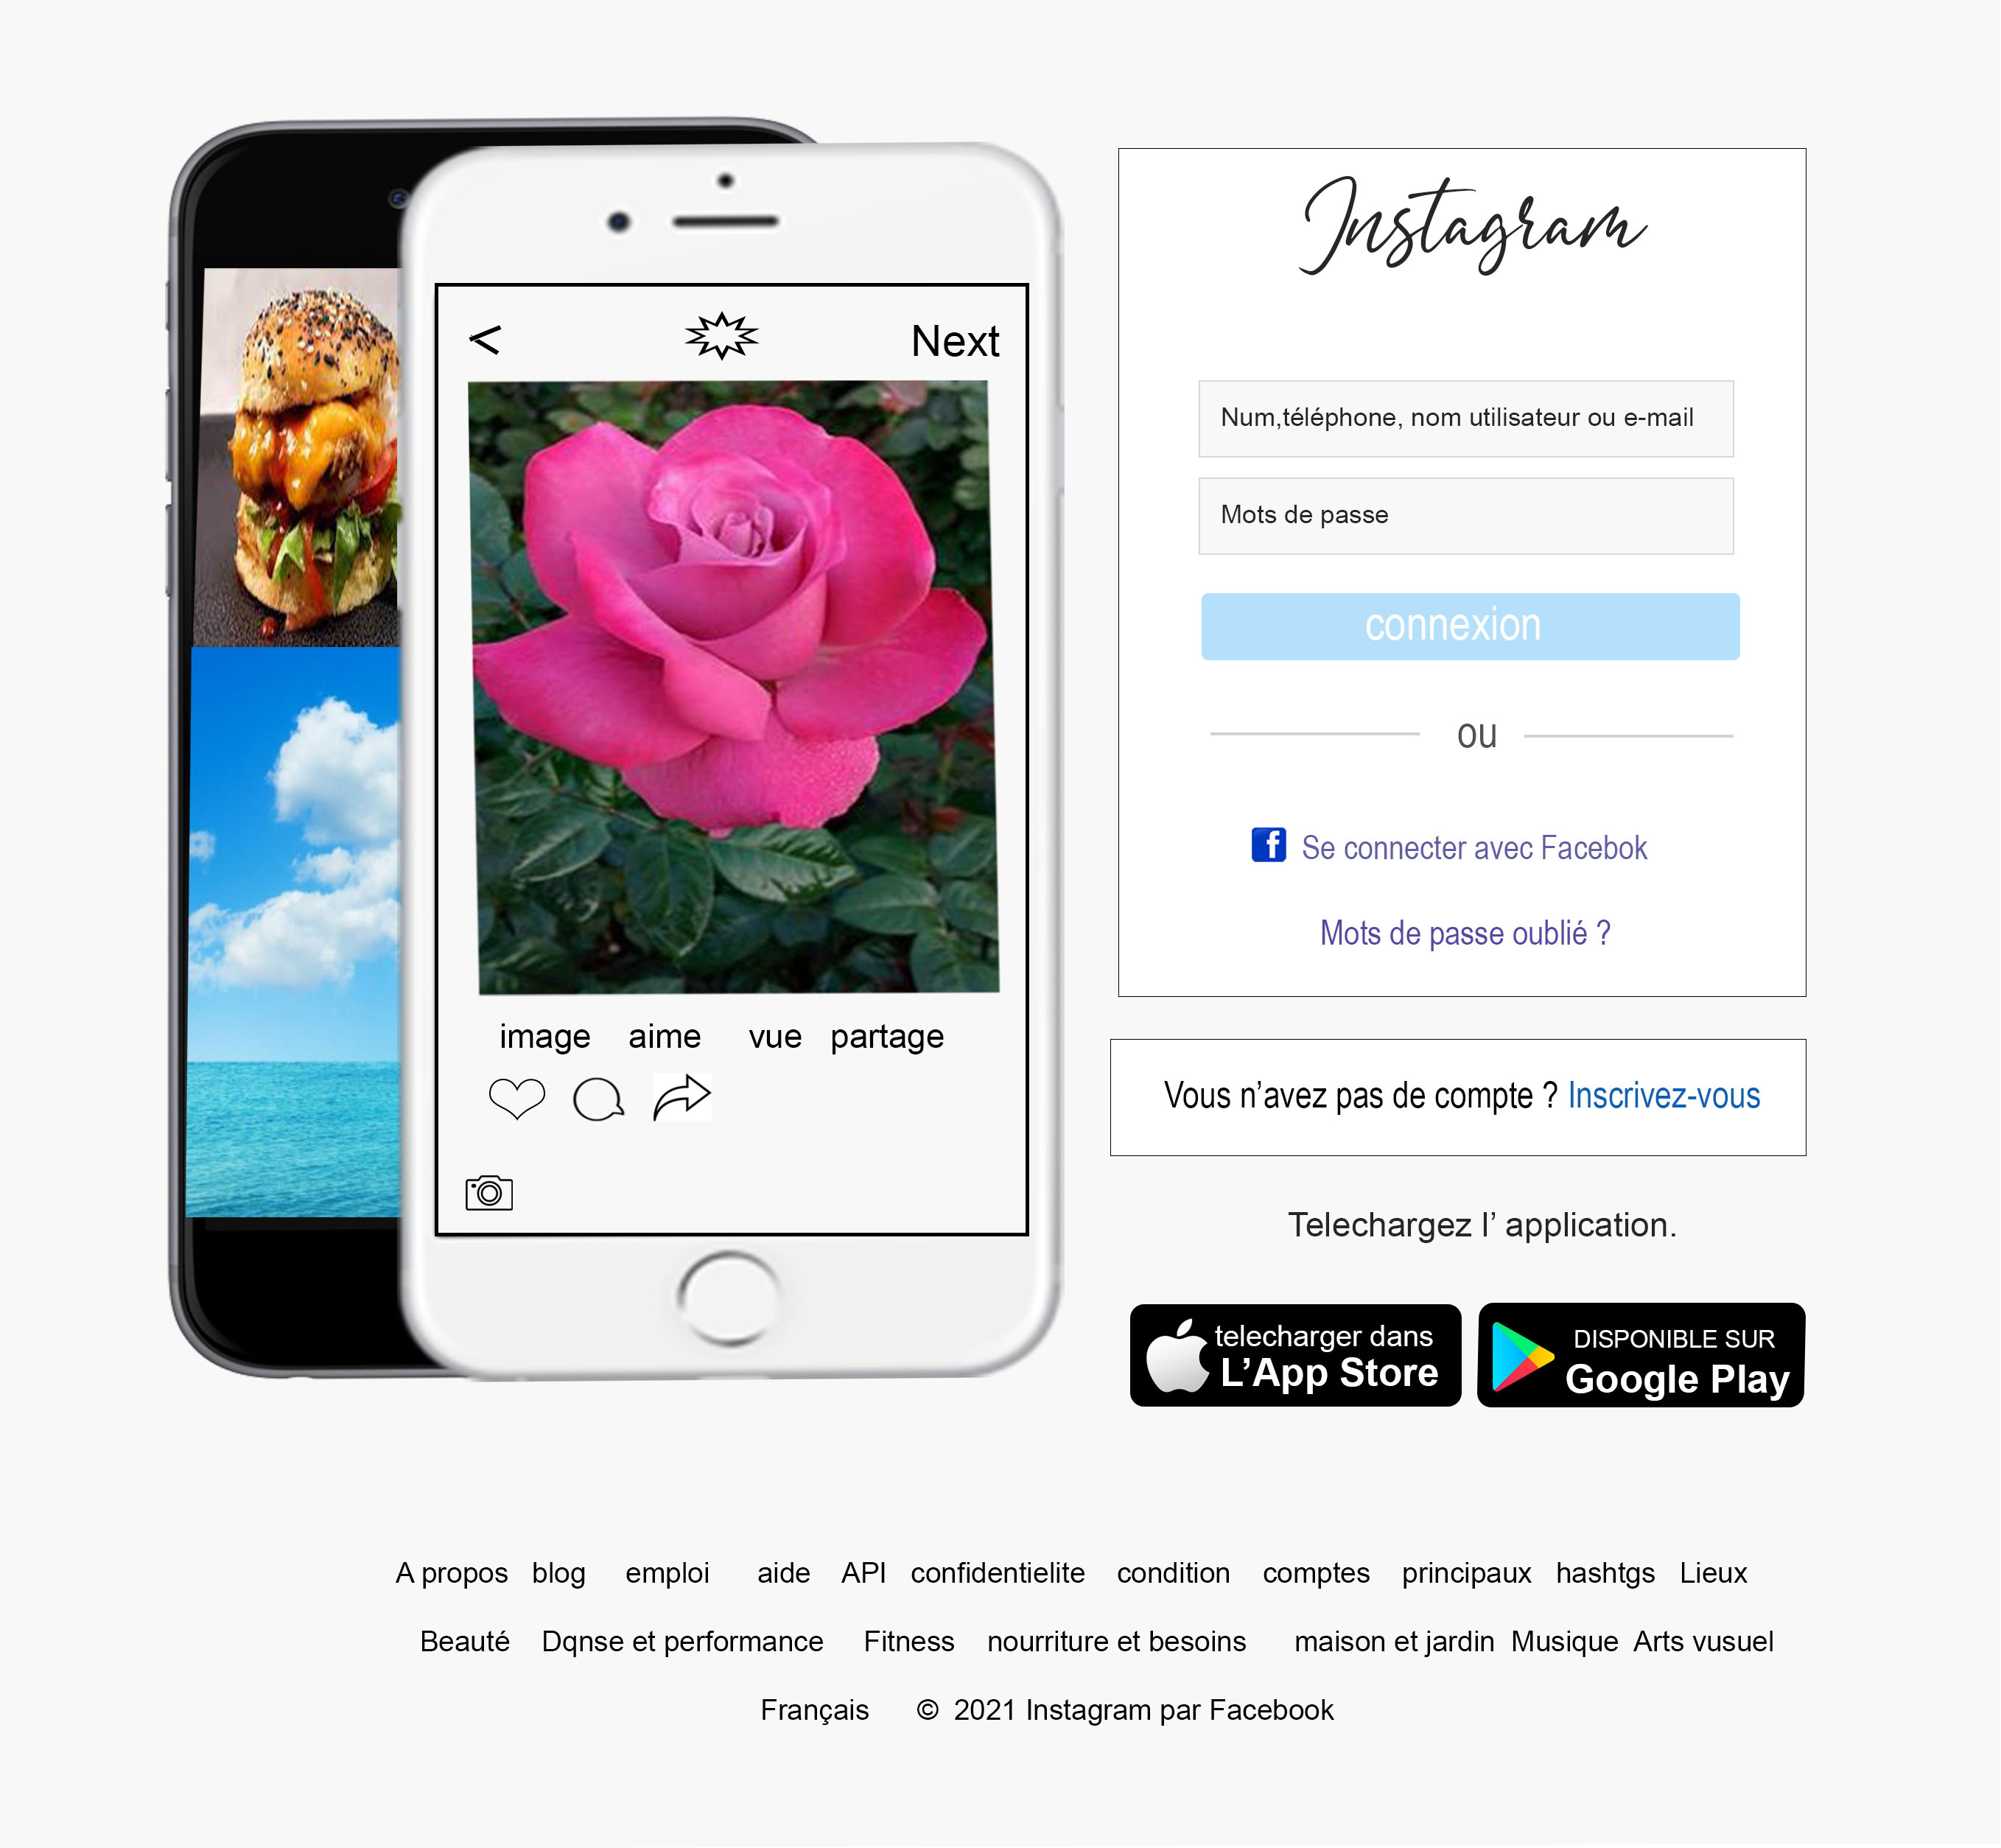 Next
image aime vue partage
Instagram
Num,téléphone, nom utilisateur ou e-mail
Mots de passe
connexion
ou
f Se connecter avec Facebok
Mots de passe oublié ?
Vous n’avez pas de compte ? Inscrivez-vous
Telechargez l’ application.
telecharger dans
L’App Store
DISPONIBLE SUR
Google Play
A propos blog emploi aide API confidentielite condition comptes principaux hashtgs Lieux
Beauté Dqnse et performance Fitness nourriture et besoins maison et jardin Musique Arts vusuel
Français © 2021 Instagram par Facebook